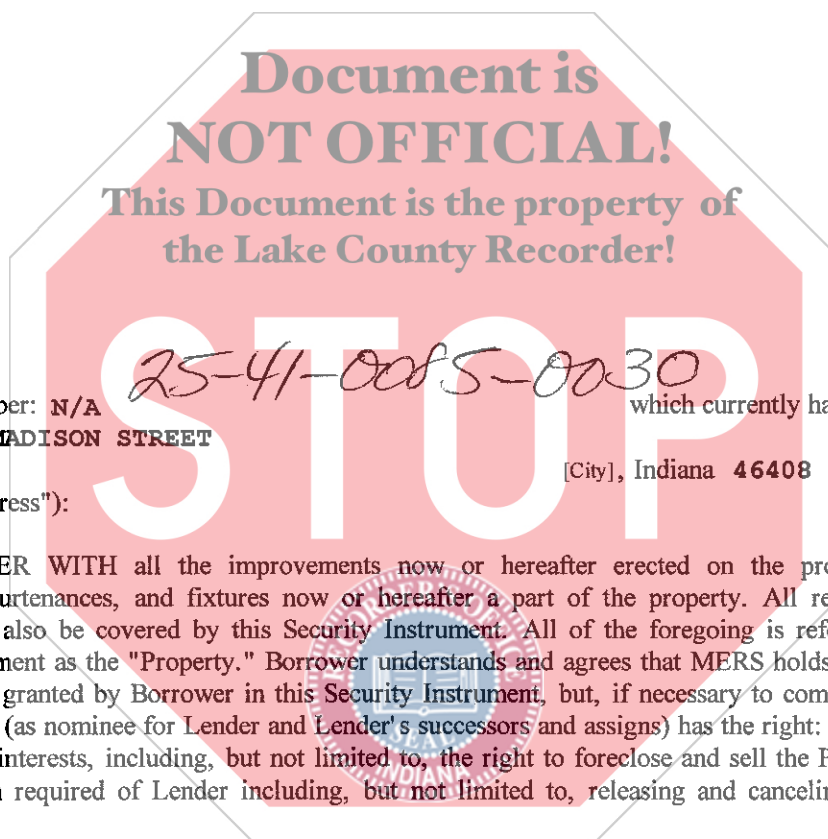 Document is
NOT OFFICIAL!
This Document is the property of
the Lake County Recorder!
STOP
25-41-0085-0030
ber: N/A which currently ha
MADISON STREET
[City], Indiana 46408
ress"):
ER WITH all the improvements now or hereafter erected on the pro
urtenances, and fixtures now or hereafter a part of the property. All re
also be covered by this Security Instrument. All of the foregoing is refe
ment as the "Property." Borrower understands and agrees that MERS holds
granted by Borrower in this Security Instrument, but, if necessary to com
(as nominee for Lender and Lender's successors and assigns) has the right:
interests, including, but not limited to, the right to foreclose and sell the P
required of Lender including, but not limited to, releasing and cancelin
RECORDER'S OFFICE
SEAL
INDIANA